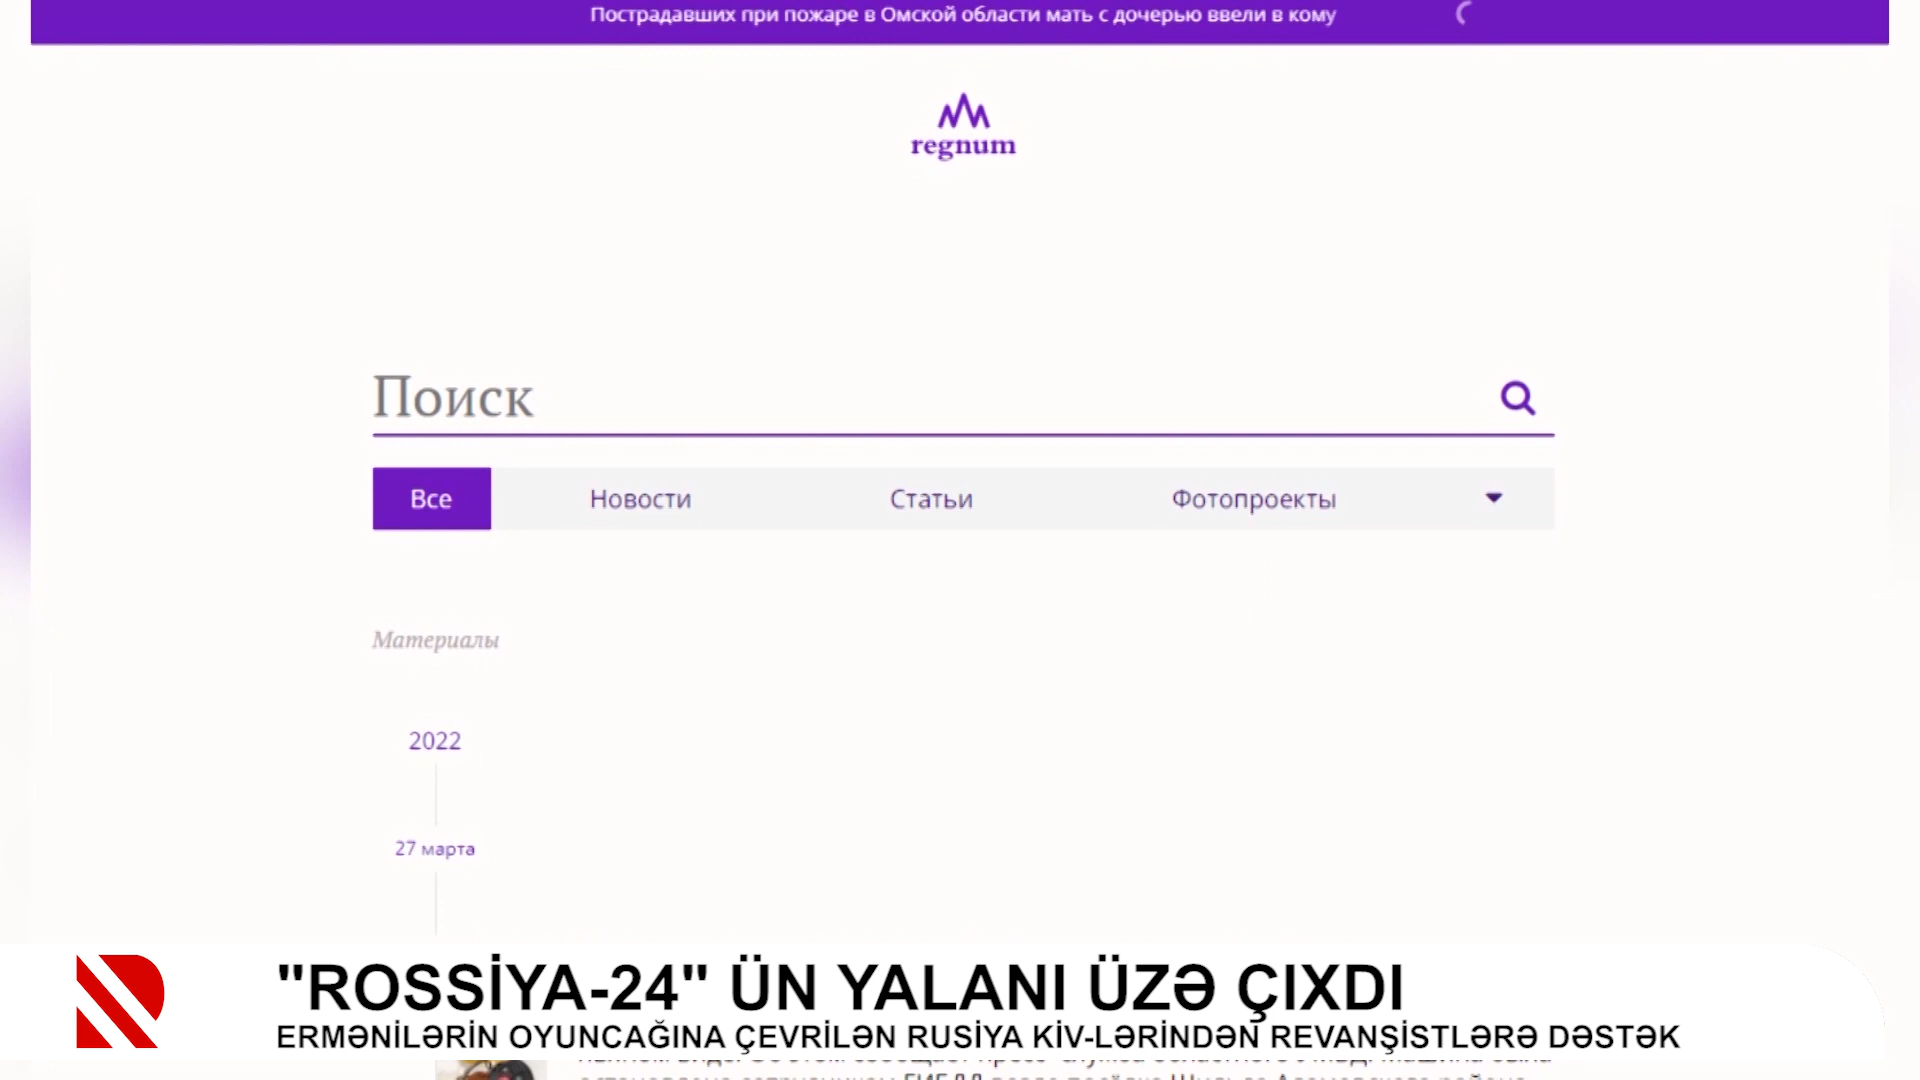 Пострадавших при пожаре в Омской области мать с дочерью ввели в кому
regnum
Поиск
Все Новости Статьи Фотопроекты
Материалы
2022
27 марта
"ROSSİYA-24" ÜN YALANI ÜZƏ ÇIXDI
ERMƏNİLƏRİN OYUNCAĞINA ÇEVRİLƏN RUSİYA KİV-LƏRİNDƏN REVANŞİSTLƏRƏ DƏSTƏK